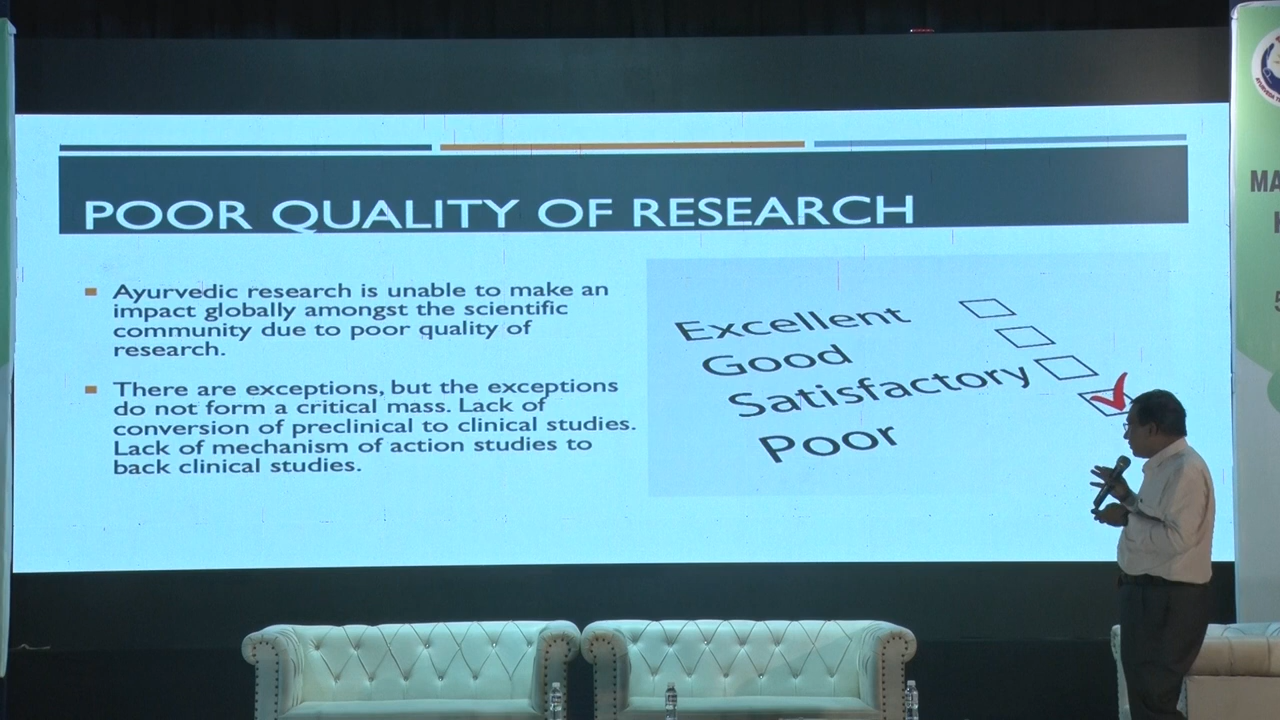 POOR QUALITY OF RESEARCH
Ayurvedic research is unable to make an
impact globally amongst the scientific
community due to poor quality of
research.
There are exceptions, but the exceptions
do not form a critical mass. Lack of
conversion of preclinical to clinical studies.
Lack of mechanism of action studies to
back clinical studies.
Excellent
Good
Satisfactory
Poor
MA